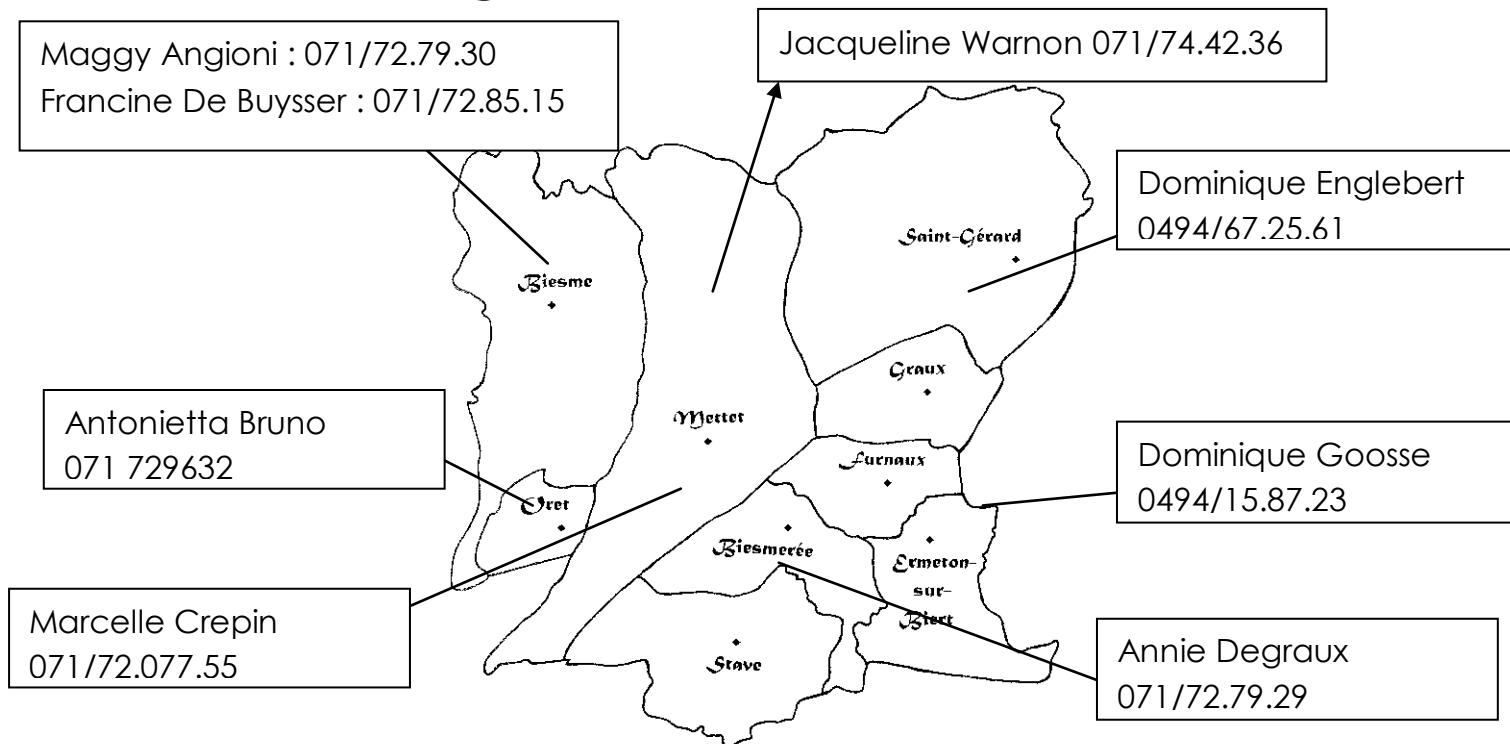 Maggy Angioni : 071/72.79.30
Francine De Buysser : 071/72.85.15
Jacqueline Warnon 071/74.42.36
Dominique Englebert
0494/67.25.61
Saint-Gérard
Biesme
Graux
Antonietta Bruno
071 729632
Mettet
Furnaux
Dominique Goosse
0494/15.87.23
Oret
Biesmerée
Ermeton-
sur-
Biert
Marcelle Crepin
071/72.077.55
Stave
Annie Degraux
071/72.79.29